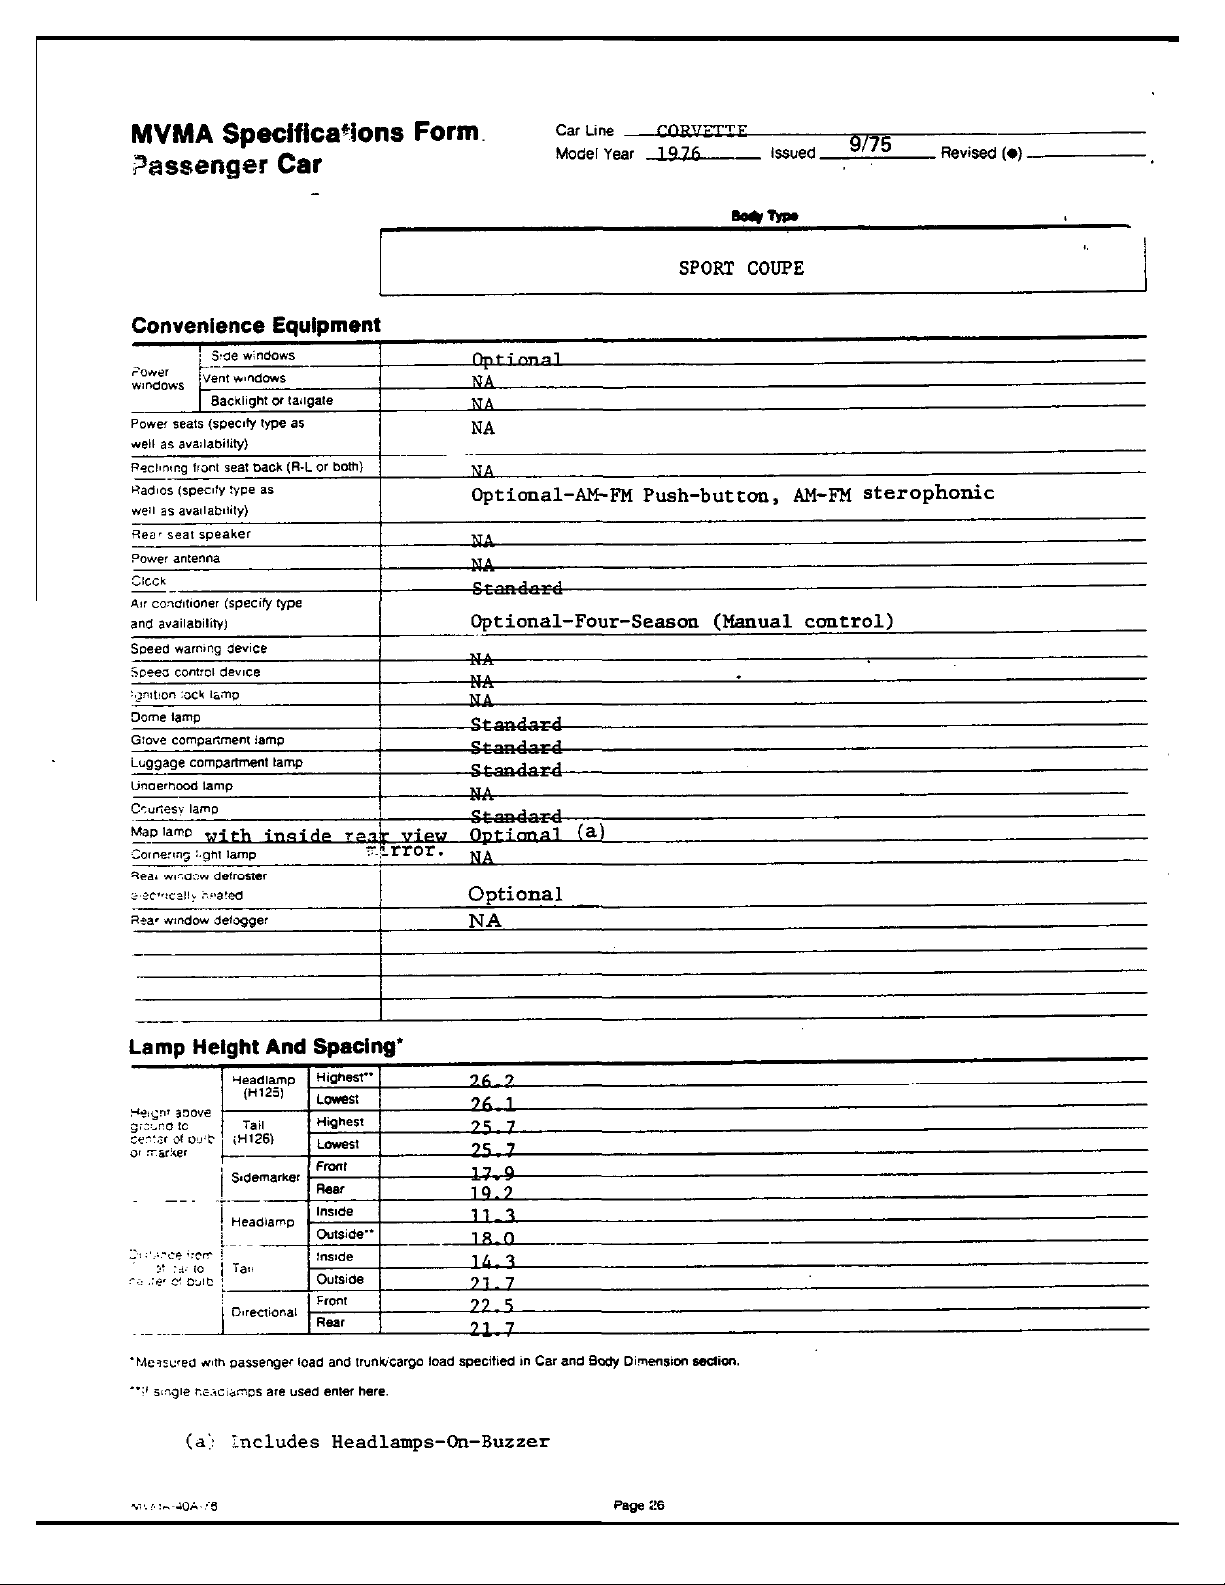 MVMA Specifications Form
Passenger Car
Car Line CORVETTE
Model Year 1976 Issued 9/75 Revised (●)
Body Type
SPORT COUPE
Convenience Equipment
Power windows
Side windows Optional
Vent windows NA
Backlight or tailgate NA
Power seats (specify type as
well as availability) NA
Reclining front seat back (R-L or both) NA
Radios (specify type as
well as availability) Optional-AM-FM Push-button, AM-FM sterophonic
Rear seat speaker NA
Power antenna NA
Clock Standard
Air conditioner (specify type
and availability) Optional-Four-Season (Manual control)
Speed warning device NA
Speed control device NA
Ignition lock lamp NA
Dome lamp Standard
Glove compartment lamp Standard
Luggage compartment lamp Standard
Underhood lamp NA
Courtesy lamp Standard
Map lamp with inside rear view Optional (a)
mirror.
Cornering light lamp NA
Rear window defroster
electrically heated Optional
Rear window defogger NA
Lamp Height And Spacing*
Height above
ground to
center of bulb
or marker
Headlamp
(H125)
Highest** 26.2
Lowest 26.1
Tail
(H126)
Highest 25.7
Lowest 25.7
Sidemarker
Front 17.9
Rear 19.2
Distance from
of car to
center of bulb
Headlamp
Inside 11.3
Outside** 18.0
Tail
Inside 14.3
Outside 21.7
Directional
Front 22.5
Rear 21.7
*Measured with passenger load and trunk/cargo load specified in Car and Body Dimension section.
**If single headlamps are used enter here.
(a) Includes Headlamps-On-Buzzer
Page 26